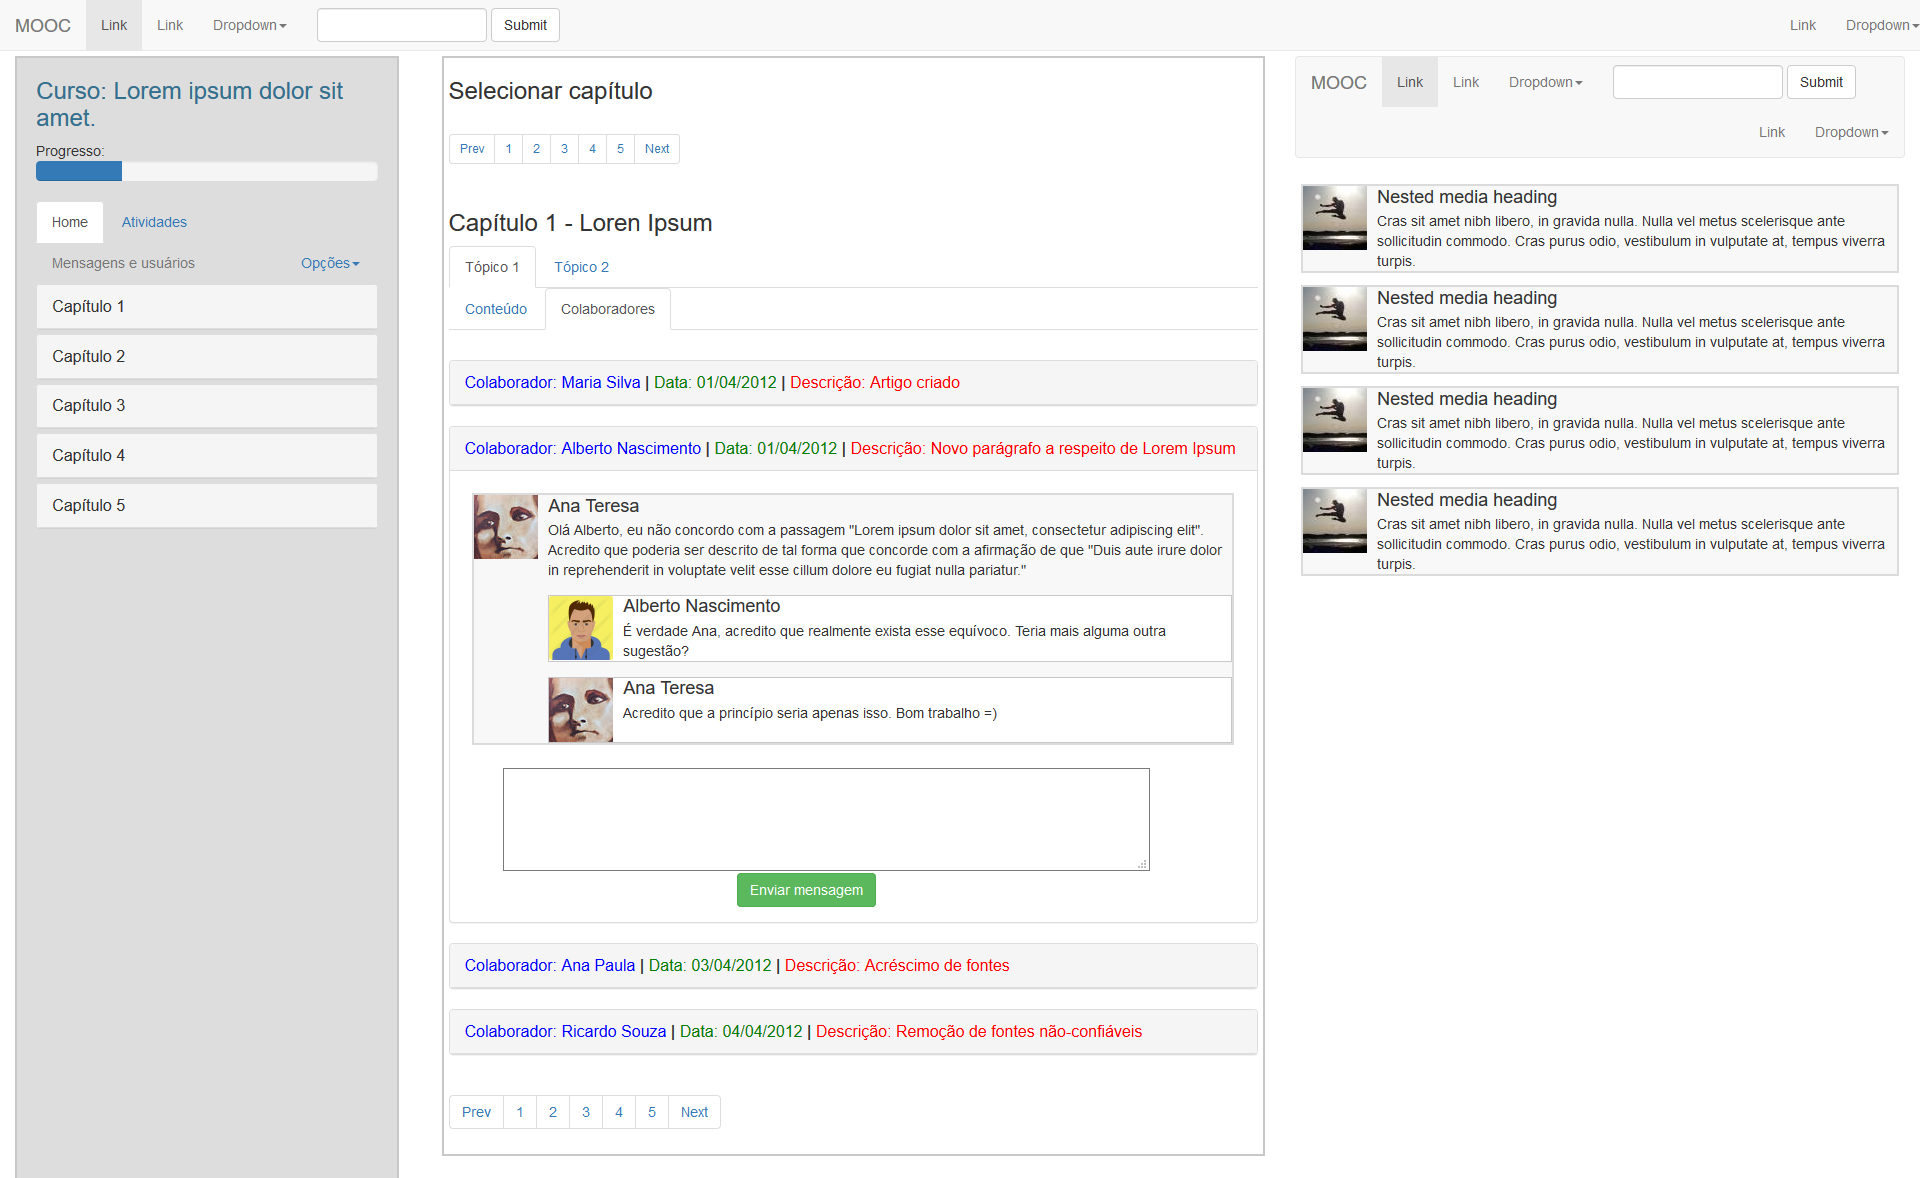 MOOC Link Link Dropdown Submit Link Dropdown
Curso: Lorem ipsum dolor sit
amet.
Progresso:
Home Atividades
Mensagens e usuários Opções
Capítulo 1
Capítulo 2
Capítulo 3
Capítulo 4
Capítulo 5
Selecionar capítulo
Prev 1 2 3 4 5 Next
Capítulo 1 - Loren Ipsum
Tópico 1 Tópico 2
Conteúdo Colaboradores
Colaborador: Maria Silva | Data: 01/04/2012 | Descrição: Artigo criado
Colaborador: Alberto Nascimento | Data: 01/04/2012 | Descrição: Novo parágrafo a respeito de Lorem Ipsum
Ana Teresa
Olá Alberto, eu não concordo com a passagem "Lorem ipsum dolor sit amet, consectetur adipiscing elit".
Acredito que poderia ser descrito de tal forma que concorde com a afirmação de que "Duis aute irure dolor
in reprehenderit in voluptate velit esse cillum dolore eu fugiat nulla pariatur."
Alberto Nascimento
É verdade Ana, acredito que realmente exista esse equívoco. Teria mais alguma outra
sugestão?
Ana Teresa
Acredito que a princípio seria apenas isso. Bom trabalho =)
Enviar mensagem
Colaborador: Ana Paula | Data: 03/04/2012 | Descrição: Acréscimo de fontes
Colaborador: Ricardo Souza | Data: 04/04/2012 | Descrição: Remoção de fontes não-confiáveis
Prev 1 2 3 4 5 Next
MOOC Link Link Dropdown Submit
Link Dropdown
Nested media heading
Cras sit amet nibh libero, in gravida nulla. Nulla vel metus scelerisque ante
sollicitudin commodo. Cras purus odio, vestibulum in vulputate at, tempus viverra
turpis.
Nested media heading
Cras sit amet nibh libero, in gravida nulla. Nulla vel metus scelerisque ante
sollicitudin commodo. Cras purus odio, vestibulum in vulputate at, tempus viverra
turpis.
Nested media heading
Cras sit amet nibh libero, in gravida nulla. Nulla vel metus scelerisque ante
sollicitudin commodo. Cras purus odio, vestibulum in vulputate at, tempus viverra
turpis.
Nested media heading
Cras sit amet nibh libero, in gravida nulla. Nulla vel metus scelerisque ante
sollicitudin commodo. Cras purus odio, vestibulum in vulputate at, tempus viverra
turpis.